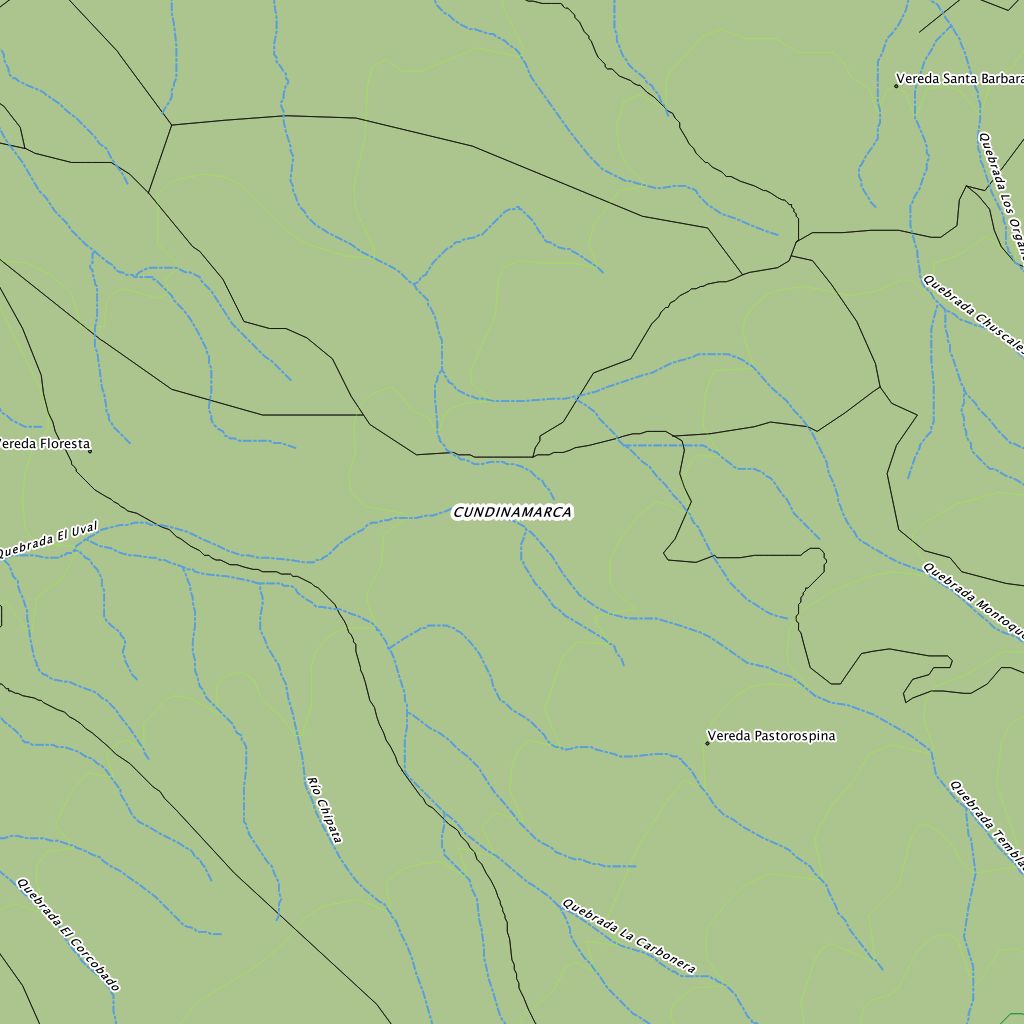 Vereda Santa Barbara
Quebrada Los Organ
Quebrada Chuscales
Vereda Floresta
CUNDINAMARCA
Quebrada El Uval
Quebrada Montoque
Vereda Pastorospina
Rio Chipata
Quebrada Tembla
Quebrada El Corcobado
Quebrada La Carbonera